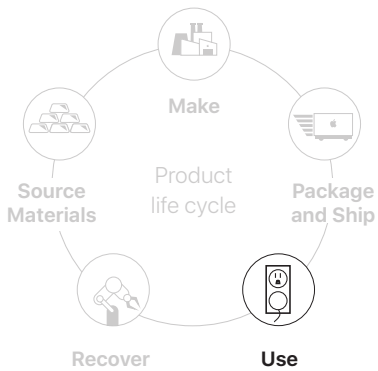 Make
Source
Materials
Product
life cycle
Package
and Ship
Recover
Use